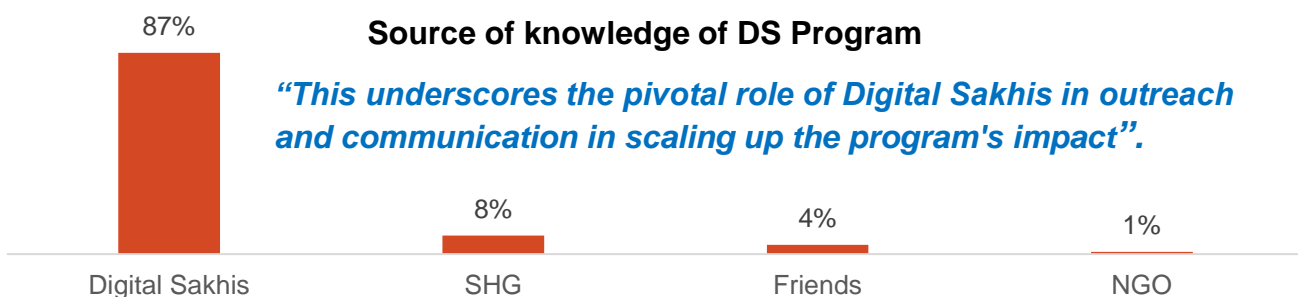 Source of knowledge of DS Program
“This underscores the pivotal role of Digital Sakhis in outreach
and communication in scaling up the program's impact”.
87%
8%
4%
1%
Digital Sakhis
SHG
Friends
NGO